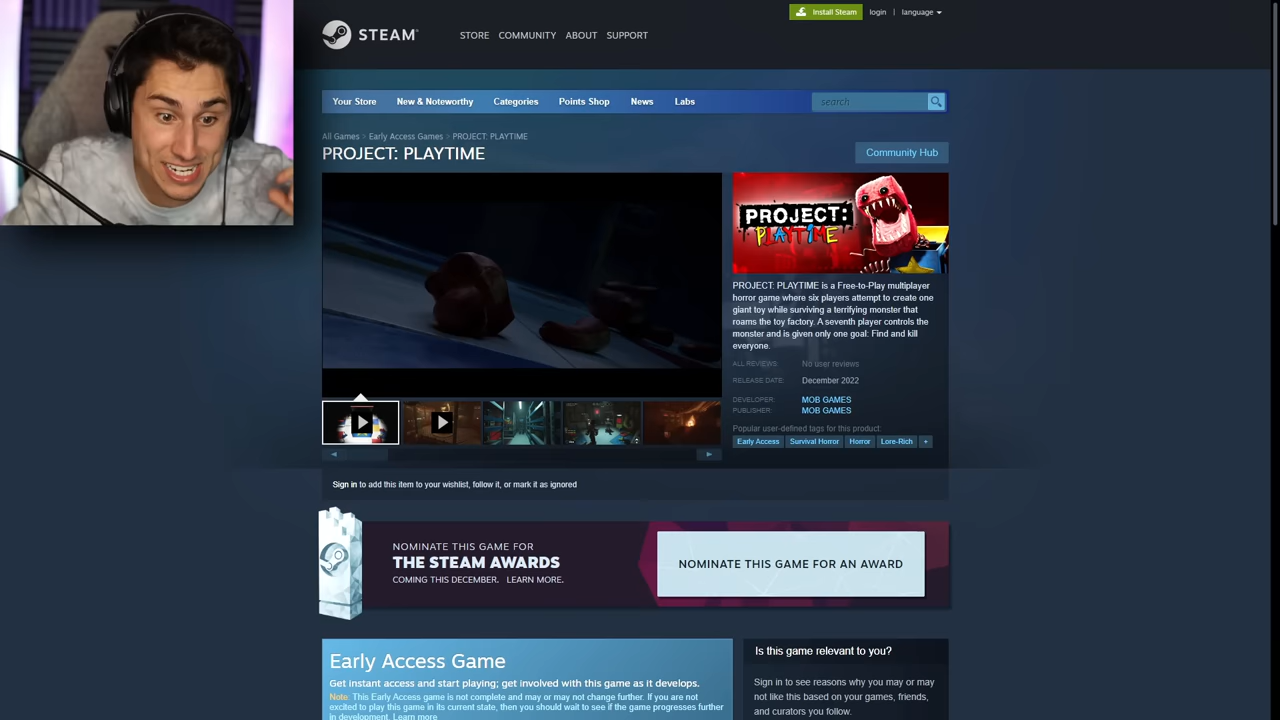 Install Steam
login | language
STEAM
STORE COMMUNITY ABOUT SUPPORT
Your Store New & Noteworthy Categories Points Shop News Labs
search
All Games > Early Access Games > PROJECT: PLAYTIME
PROJECT: PLAYTIME
Community Hub
PROJECT:
PLAYTIME
PROJECT: PLAYTIME is a Free-to-Play multiplayer
horror game where six players attempt to create one
giant toy while surviving a terrifying monster that
roams the toy factory. A seventh player controls the
monster and is given only one goal: Find and kill
everyone.
ALL REVIEWS: No user reviews
RELEASE DATE: December 2022
DEVELOPER: MOB GAMES
PUBLISHER: MOB GAMES
Popular user-defined tags for this product:
Early Access Survival Horror Horror Lore-Rich +
Sign in to add this item to your wishlist, follow it, or mark it as ignored
NOMINATE THIS GAME FOR
THE STEAM AWARDS
COMING THIS DECEMBER. LEARN MORE.
NOMINATE THIS GAME FOR AN AWARD
Early Access Game
Get instant access and start playing; get involved with this game as it develops.
Note: This Early Access game is not complete and may or may not change further. If you are not
excited to play this game in its current state, then you should wait to see if the game progresses further
in development. Learn more
Is this game relevant to you?
Sign in to see reasons why you may or may
not like this based on your games, friends,
and curators you follow.